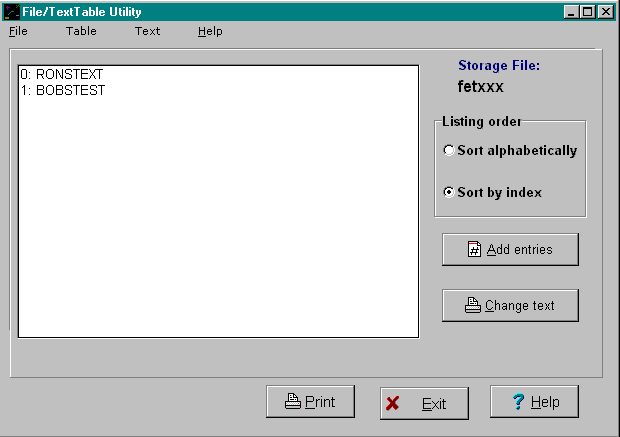 File/TextTable Utility
File Table Text Help
0: RONSTEXT
1: BOBSTEST
Storage File:
fetxxx
Listing order
Sort alphabetically
Sort by index
Add entries
Change text
Print Exit Help